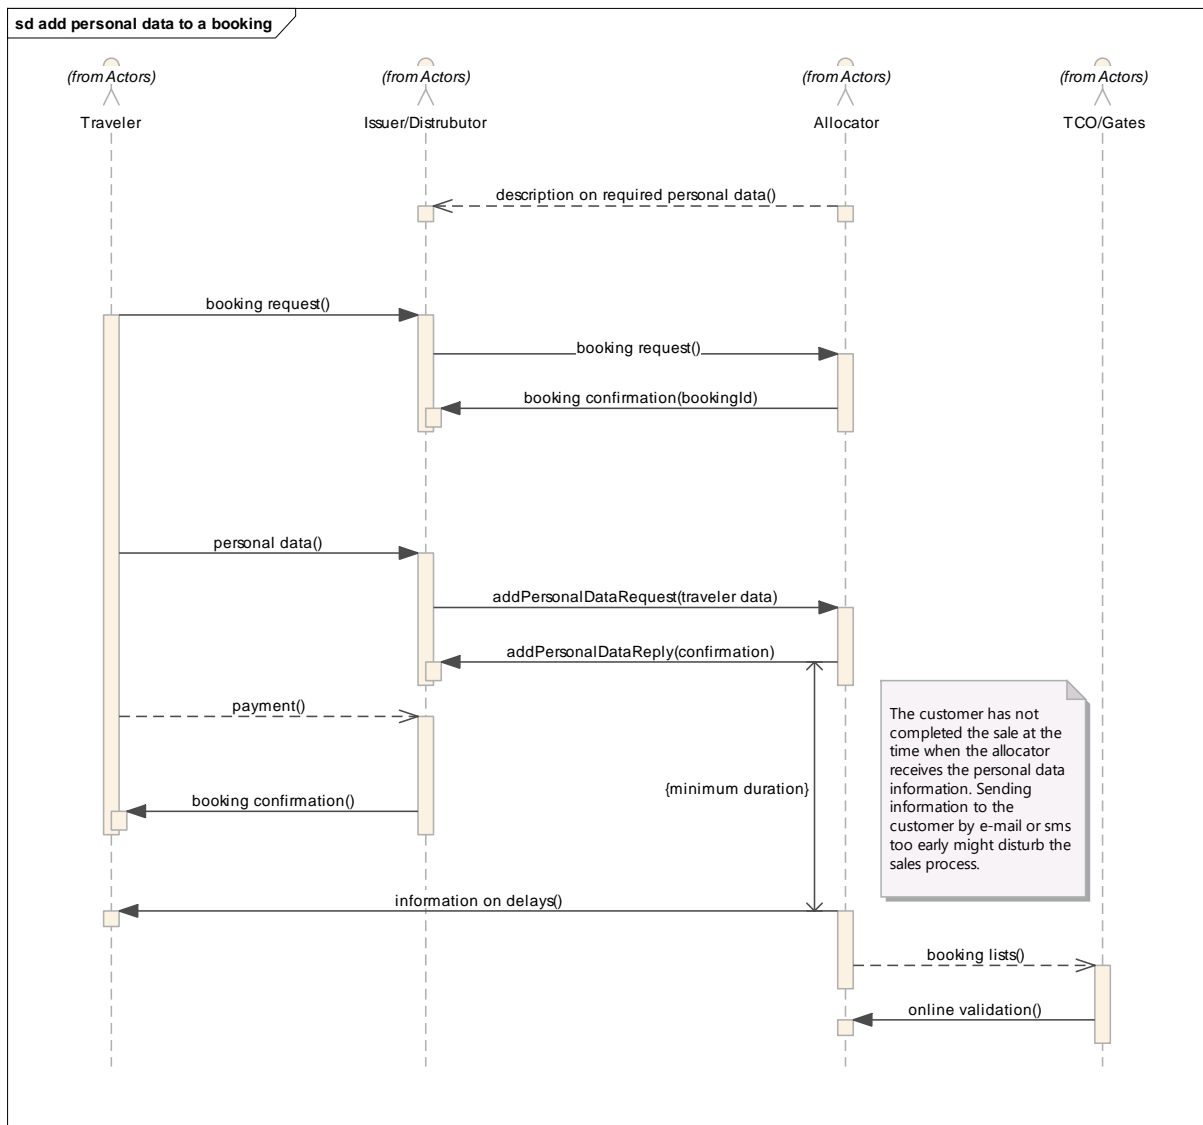 sd add personal data to a booking
(from Actors) (from Actors) (from Actors) (from Actors)
Traveler Issuer/Distrubutor Allocator TCO/Gates
description on required personal data()
booking request()
booking request()
booking confirmation(bookingId)
personal data()
addPersonalDataRequest(traveler data)
addPersonalDataReply(confirmation)
payment()
The customer has not
completed the sale at the
time when the allocator
receives the personal data
information. Sending
information to the
customer by e-mail or sms
too early might disturb the
sales process.
{minimum duration}
booking confirmation()
information on delays()
booking lists()
online validation()